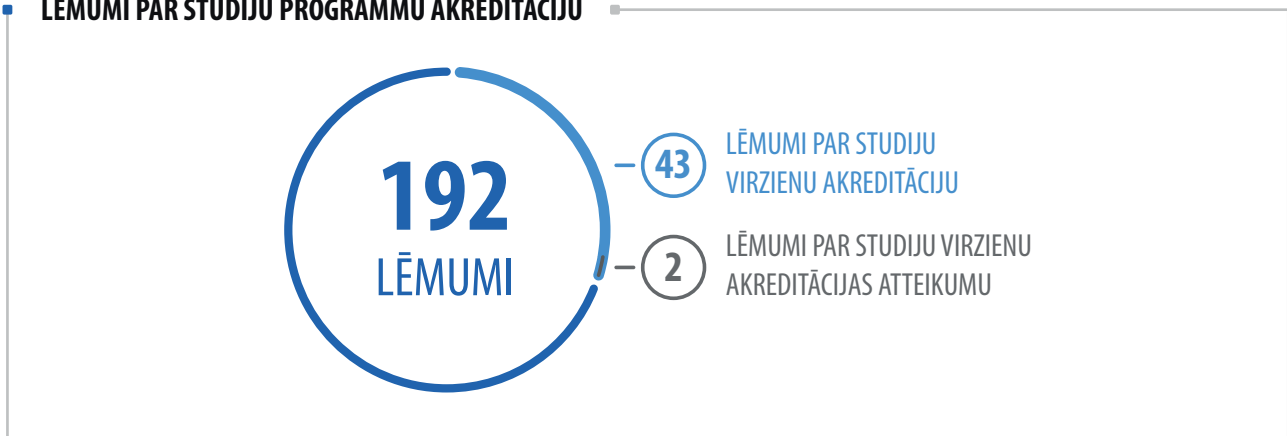 LĒMUMI PAR STUDIJU PROGRAMMU AKREDITĀCIJU
192
LĒMUMI
43
LĒMUMI PAR STUDIJU
VIRZIENU AKREDITĀCIJU
2
LĒMUMI PAR STUDIJU VIRZIENU
AKREDITĀCIJAS ATTEIKUMU